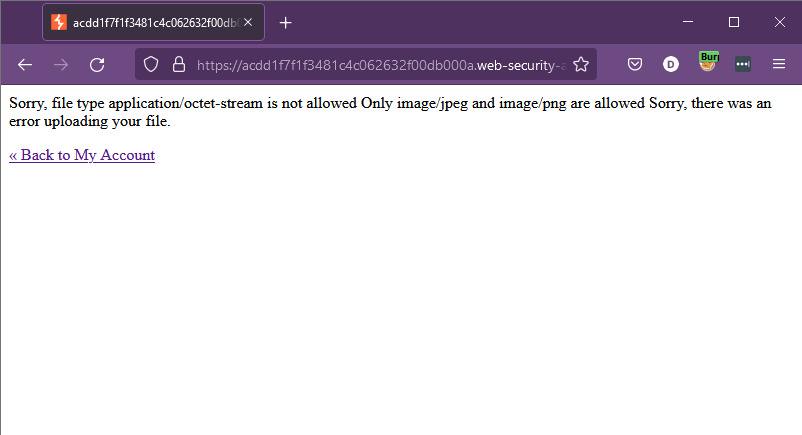 acdd1f7f1f3481c4c062632f00db0
https://acdd1f7f1f3481c4c062632f00db000a.web-security-a
D
Burp
Sorry, file type application/octet-stream is not allowed Only image/jpeg and image/png are allowed Sorry, there was an
error uploading your file.
« Back to My Account